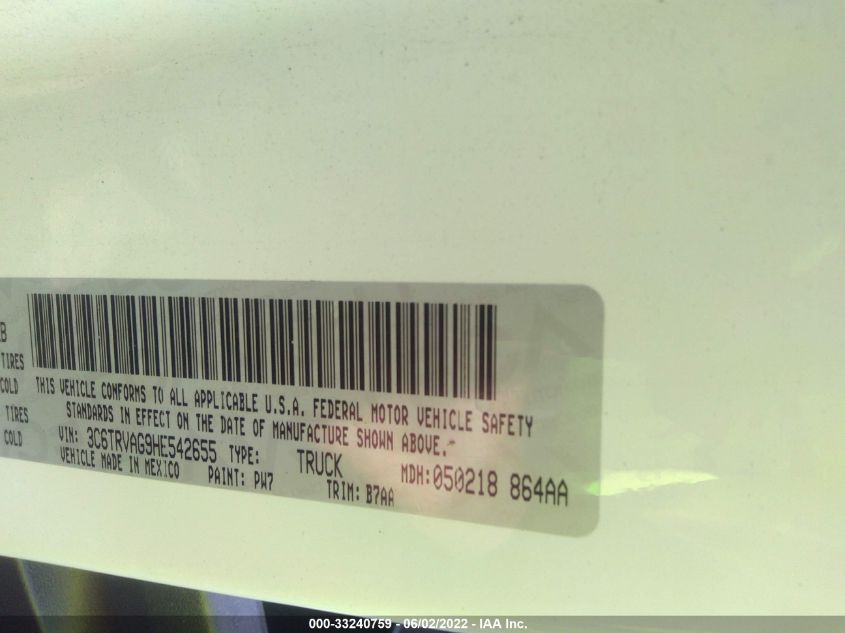 B
TIRES
COLD
TIRES
COLD
THIS VEHICLE CONFORMS TO ALL APPLICABLE U.S.A. FEDERAL MOTOR VEHICLE SAFETY
STANDARDS IN EFFECT ON THE DATE OF MANUFACTURE SHOWN ABOVE.
VIN: 3C6TRVAG9HE542655 TYPE: TRUCK MDH:050218 864AA
VEHICLE MADE IN MEXICO PAINT: PW7 TRIM: B7AA
000-33240759 - 06/02/2022 - IAA Inc.